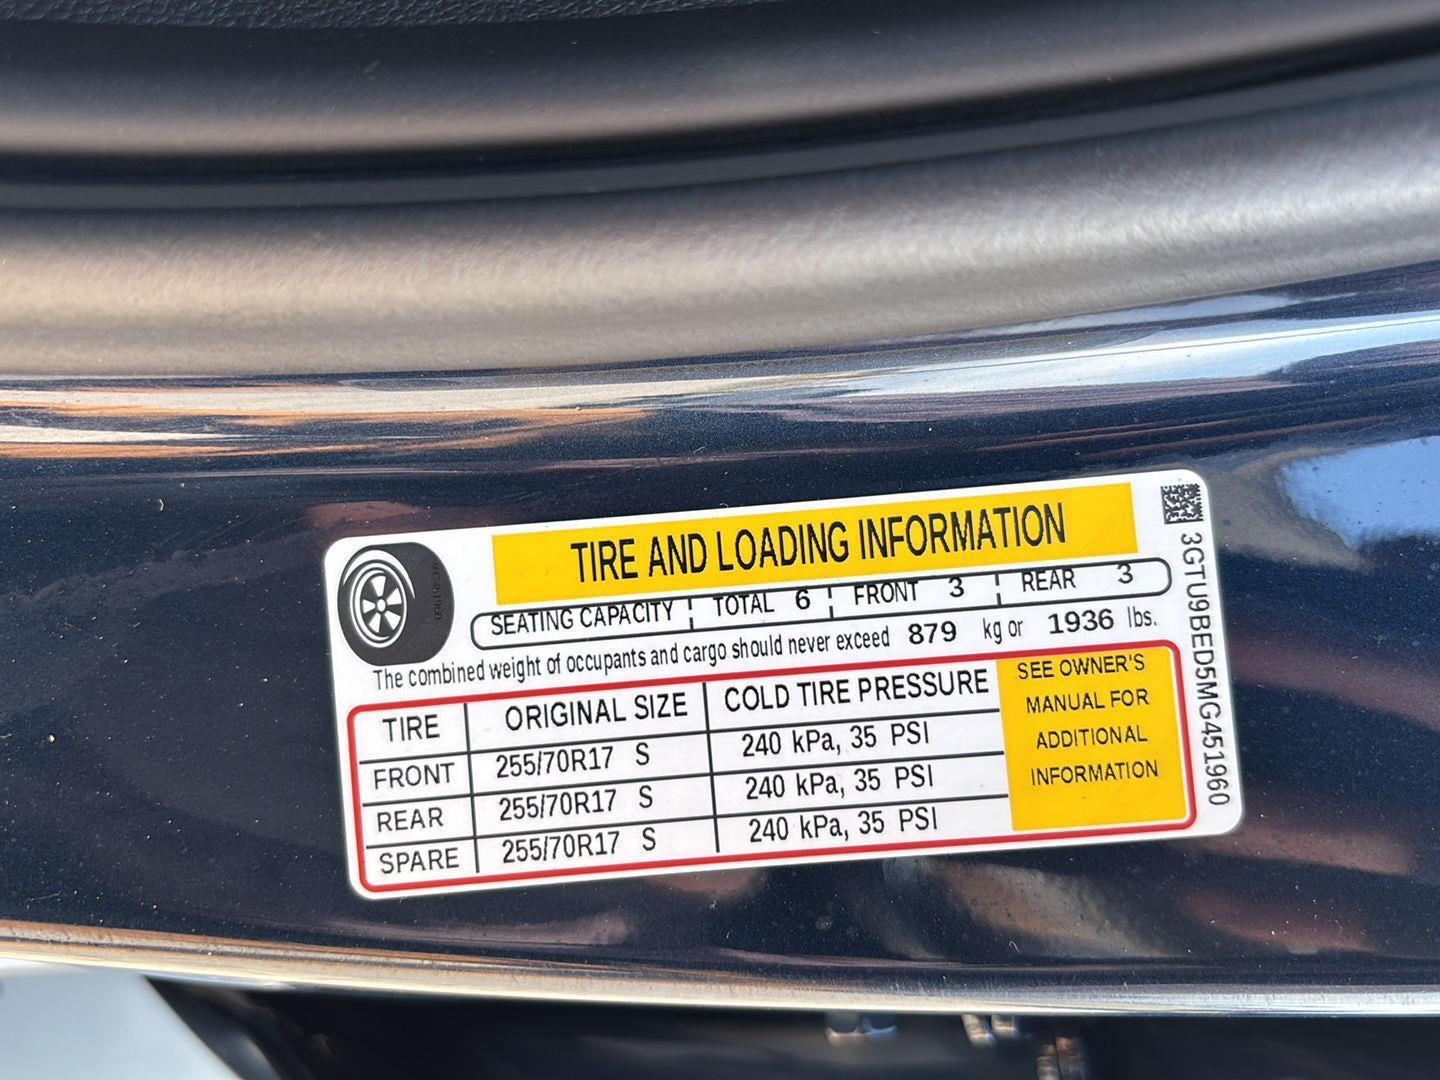 TIRE AND LOADING INFORMATION
SEATING CAPACITY TOTAL 6 FRONT 3 REAR 3
The combined weight of occupants and cargo should never exceed 879 kg or 1936 lbs.
TIRE ORIGINAL SIZE COLD TIRE PRESSURE
FRONT 255/70R17 S 240 kPa, 35 PSI
REAR 255/70R17 S 240 kPa, 35 PSI
SPARE 255/70R17 S 240 kPa, 35 PSI
SEE OWNER'S
MANUAL FOR
ADDITIONAL
INFORMATION
3GTU9BED5MG451960